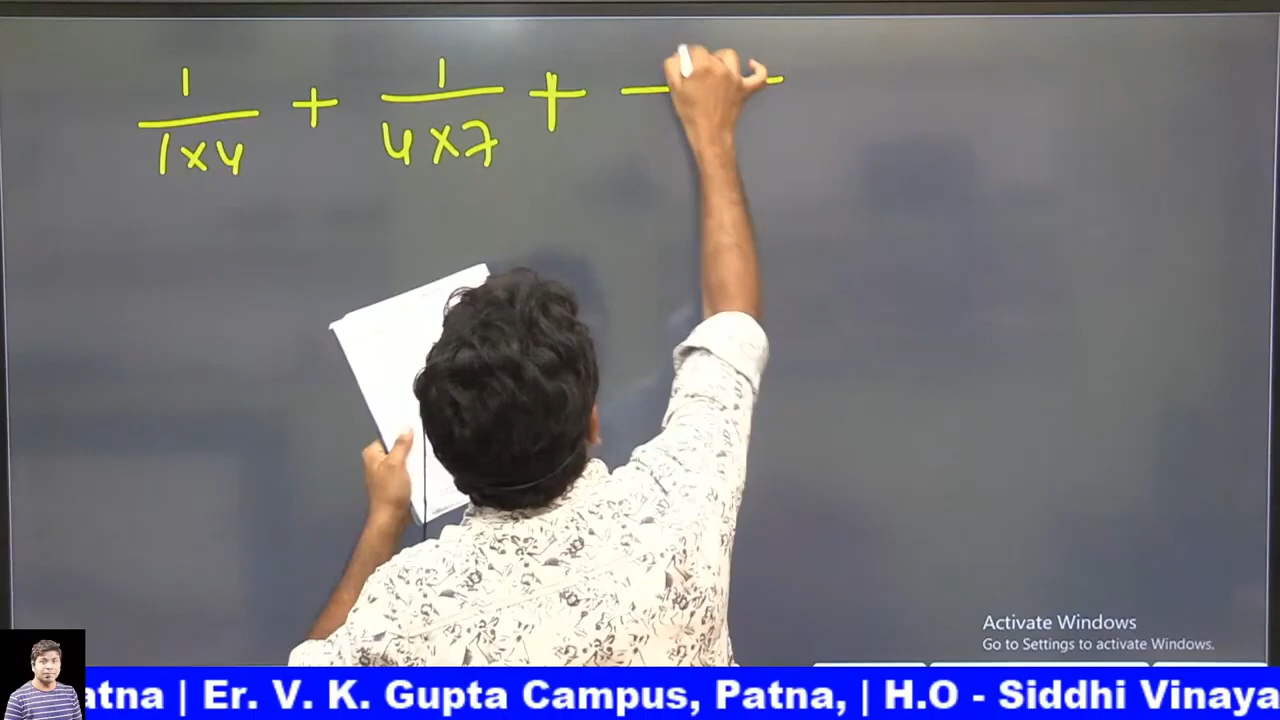 1/(1×4) + 1/(4×7) +
Activate Windows
Go to Settings to activate Windows.
atna | Er. V. K. Gupta Campus, Patna, | H.O - Siddhi Vinaya